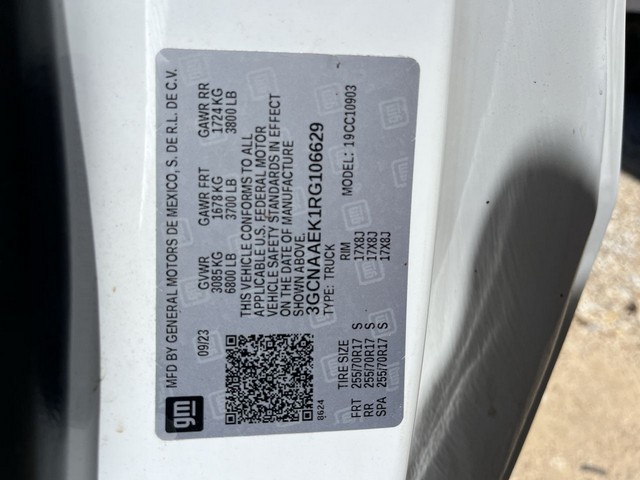 gm
MFD BY GENERAL MOTORS DE MEXICO, S. DE R.L. DE C.V.
09/23
GVWR GAWR FRT GAWR RR
3085 KG 1678 KG 1724 KG
6800 LB 3700 LB 3800 LB
THIS VEHICLE CONFORMS TO ALL
APPLICABLE U.S. FEDERAL MOTOR
VEHICLE SAFETY STANDARDS IN EFFECT
ON THE DATE OF MANUFACTURE
SHOWN ABOVE.
3GCNAAEK1RG106629
8624
TYPE: TRUCK MODEL: 19CC10903
TIRE SIZE RIM
FRT 255/70R17 S 17X8J
RR 255/70R17 S 17X8J
SPA 255/70R17 S 17X8J